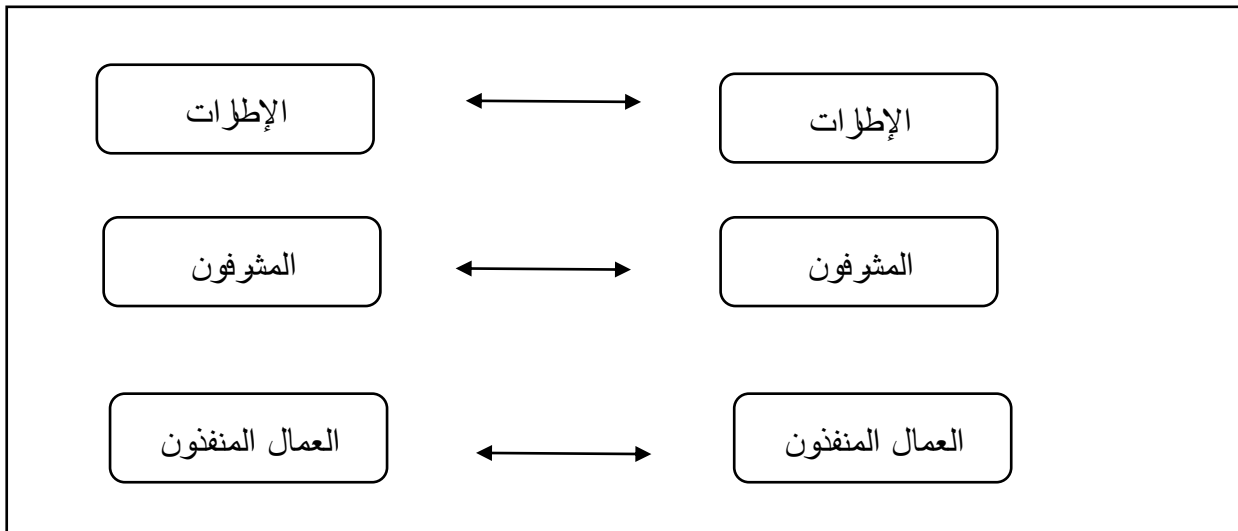 الإطارات
الإطارات
المشرفون
المشرفون
العمال المنفذون
العمال المنفذون